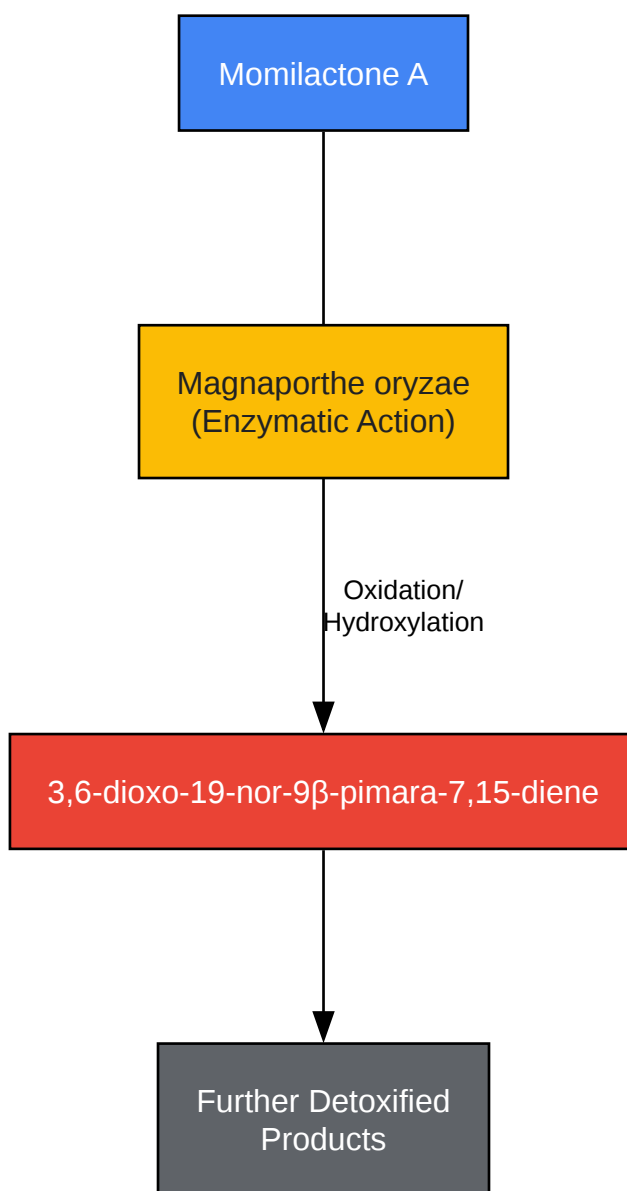 Momilactone A
Magnaporthe oryzae
(Enzymatic Action)
Oxidation/
Hydroxylation
3,6-dioxo-19-nor-9β-pimara-7,15-diene
Further Detoxified
Products